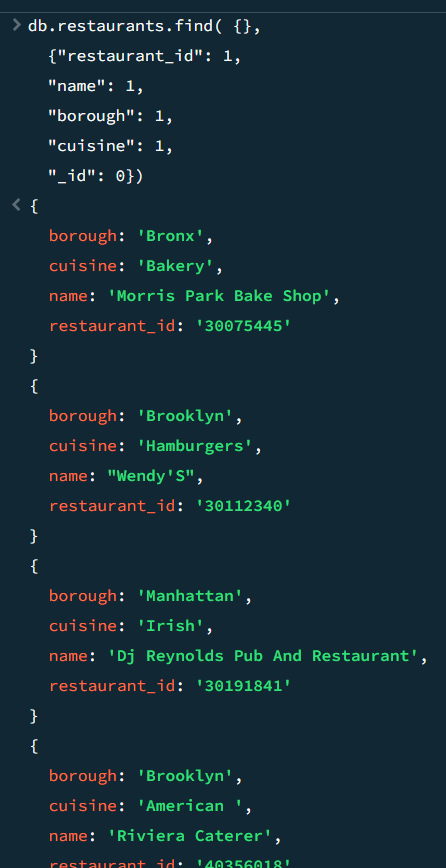 > db.restaurants.find( {},
{"restaurant_id": 1,
"name": 1,
"borough": 1,
"cuisine": 1,
"_id": 0})
< {
borough: 'Bronx',
cuisine: 'Bakery',
name: 'Morris Park Bake Shop',
restaurant_id: '30075445'
}
{
borough: 'Brooklyn',
cuisine: 'Hamburgers',
name: "Wendy'S",
restaurant_id: '30112340'
}
{
borough: 'Manhattan',
cuisine: 'Irish',
name: 'Dj Reynolds Pub And Restaurant',
restaurant_id: '30191841'
}
{
borough: 'Brooklyn',
cuisine: 'American ',
name: 'Riviera Caterer',
restaurant_id: '40356018'